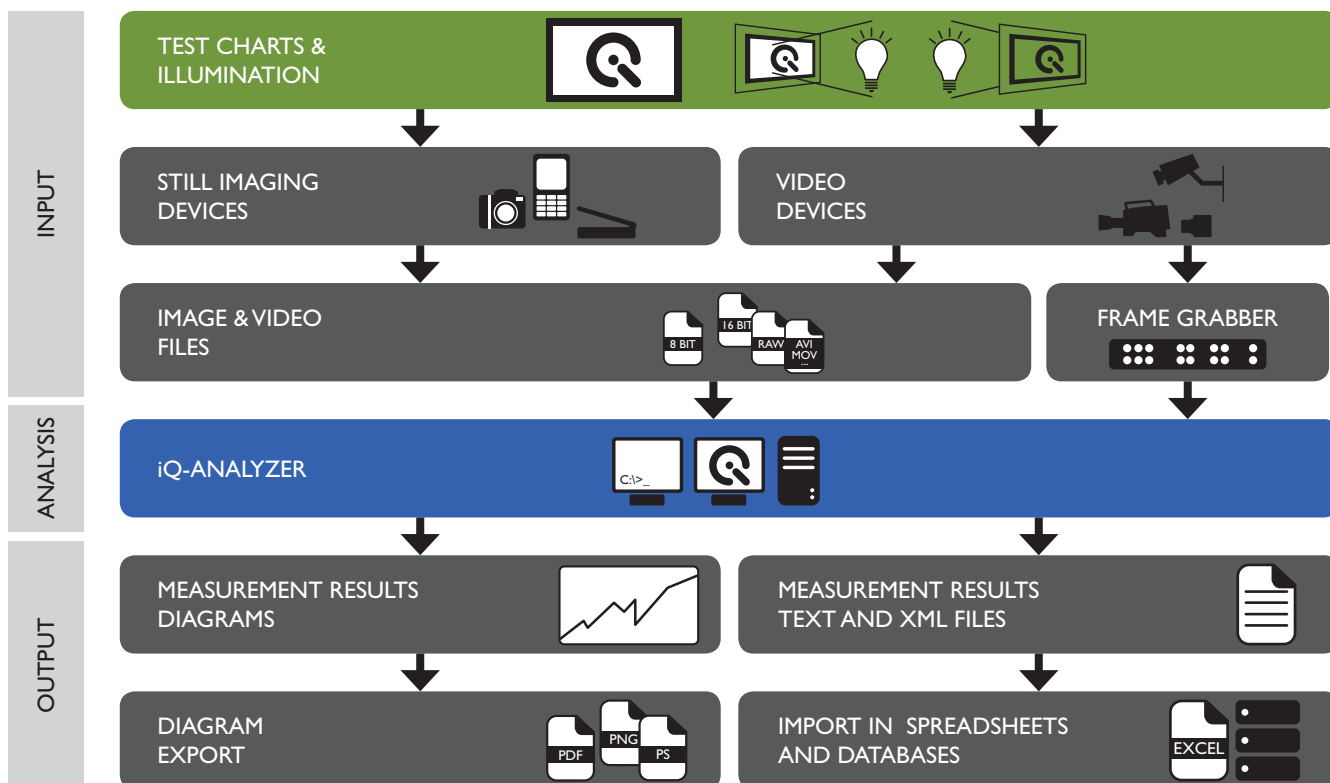 INPUT
TEST CHARTS &
ILLUMINATION
STILL IMAGING
DEVICES
VIDEO
DEVICES
IMAGE & VIDEO
FILES
8 BIT
16 BIT
RAW
AVI
MOV
...
FRAME GRABBER
ANALYSIS
iQ-ANALYZER
C:\>_
OUTPUT
MEASUREMENT RESULTS
DIAGRAMS
MEASUREMENT RESULTS
TEXT AND XML FILES
DIAGRAM
EXPORT
PDF
PNG
PS
IMPORT IN SPREADSHEETS
AND DATABASES
EXCEL